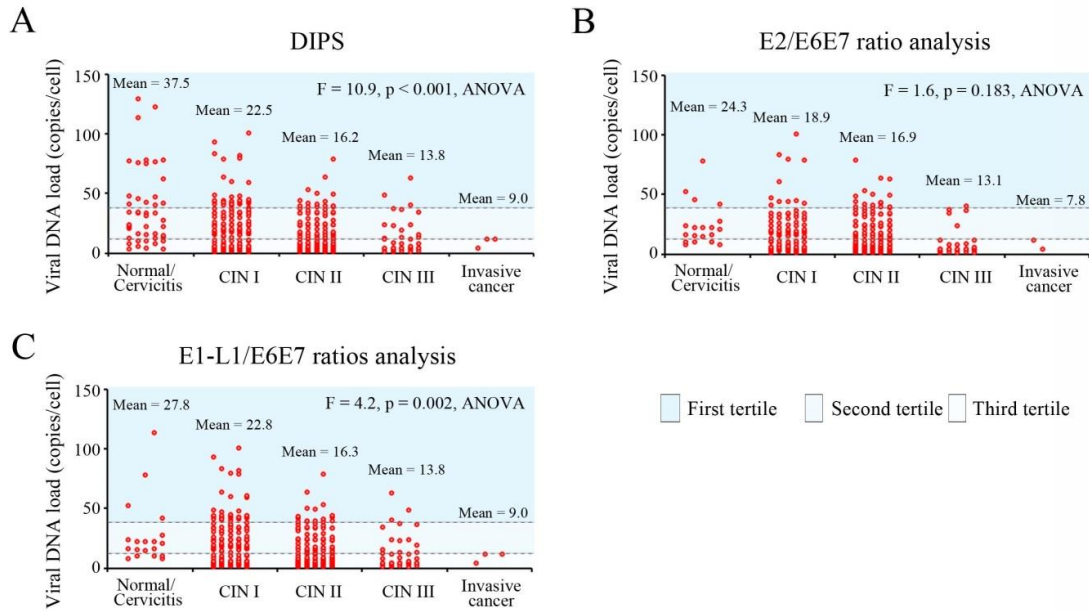 A
DIPS
Viral DNA load (copies/cell)
150
100
50
0
Mean = 37.5
Mean = 22.5
Mean = 16.2
Mean = 13.8
Mean = 9.0
F = 10.9, p < 0.001, ANOVA
Normal/
Cervicitis
CIN I
CIN II
CIN III
Invasive
cancer
B
E2/E6E7 ratio analysis
Viral DNA load (copies/cell)
150
100
50
0
Mean = 24.3
Mean = 18.9
Mean = 16.9
Mean = 13.1
Mean = 7.8
F = 1.6, p = 0.183, ANOVA
Normal/
Cervicitis
CIN I
CIN II
CIN III
Invasive
cancer
C
E1-L1/E6E7 ratios analysis
Viral DNA load (copies/cell)
150
100
50
0
Mean = 27.8
Mean = 22.8
Mean = 16.3
Mean = 13.8
Mean = 9.0
F = 4.2, p = 0.002, ANOVA
Normal/
Cervicitis
CIN I
CIN II
CIN III
Invasive
cancer
First tertile
Second tertile
Third tertile